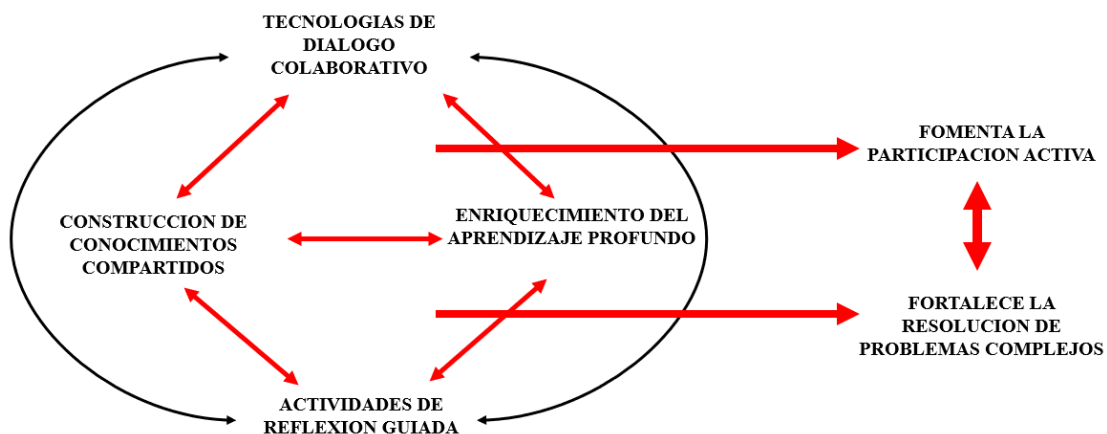 TECNOLOGIAS DE
DIALOGO
COLABORATIVO
FOMENTA LA
PARTICIPACION ACTIVA
CONSTRUCCION DE
CONOCIMIENTOS
COMPARTIDOS
ENRIQUECIMIENTO DEL
APRENDIZAJE PROFUNDO
FORTALECE LA
RESOLUCION DE
PROBLEMAS COMPLEJOS
ACTIVIDADES DE
REFLEXION GUIADA